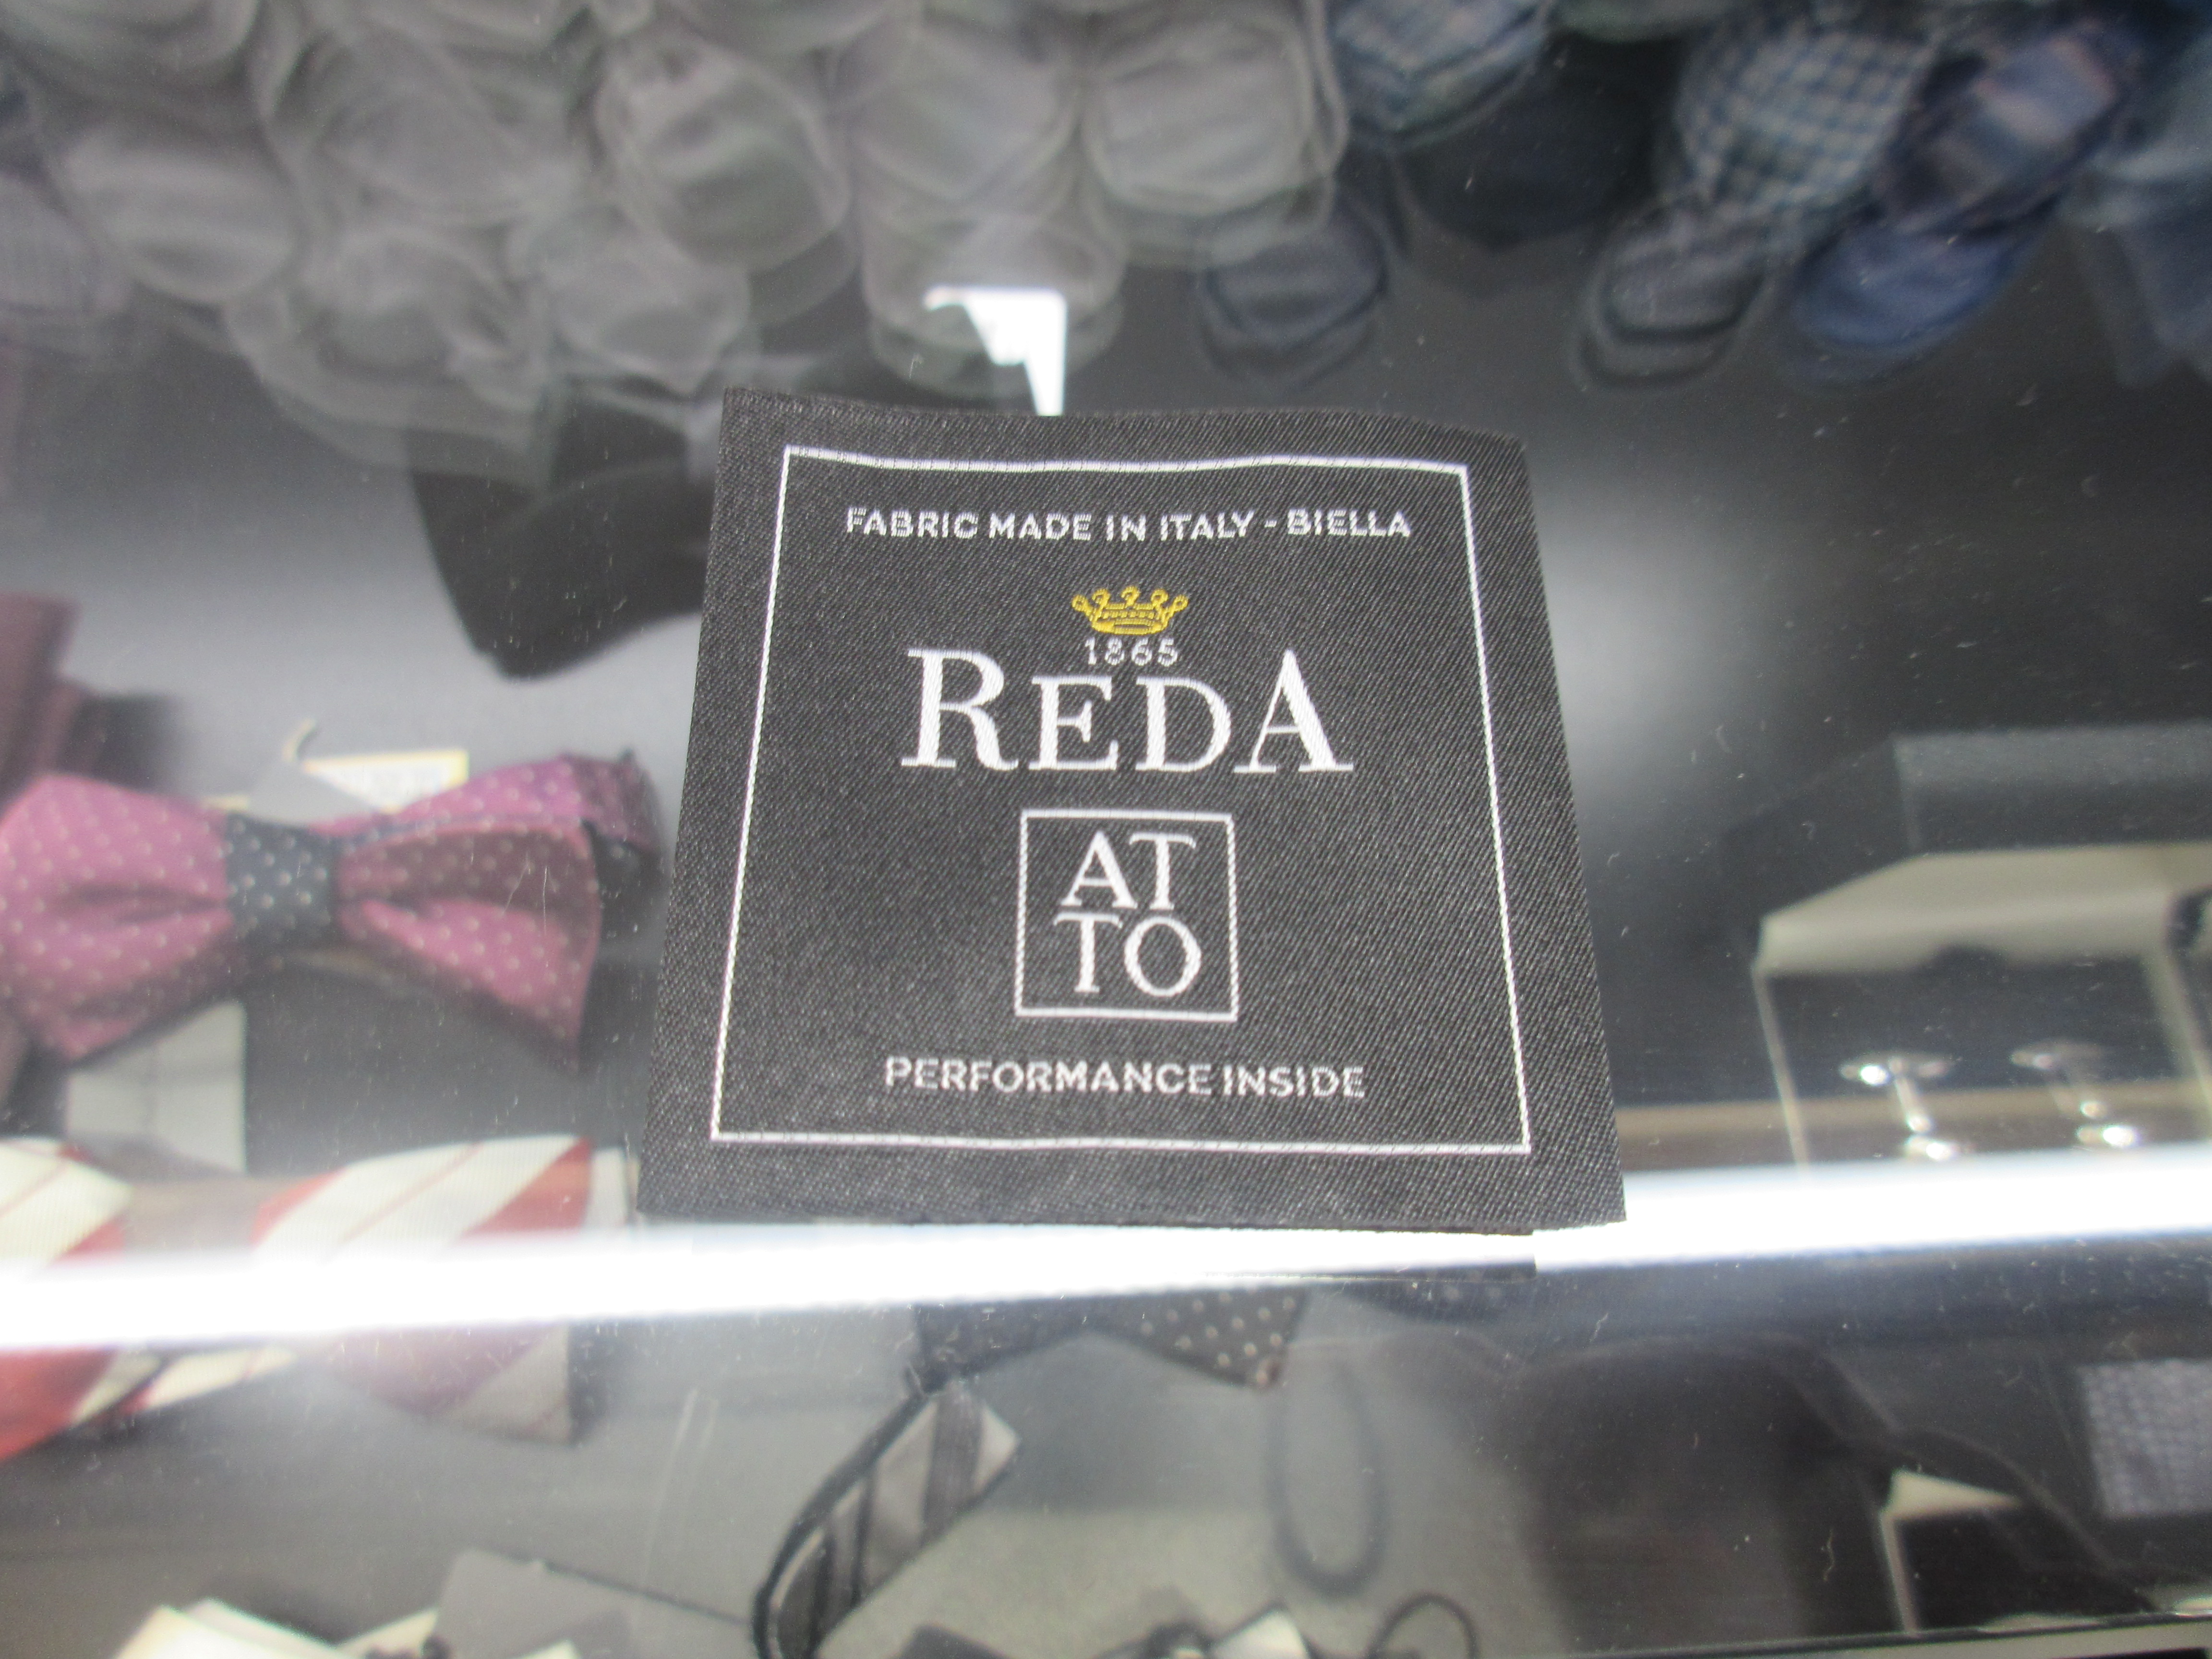 FABRIC MADE IN ITALY - BIELLA
1865
REDA
AT
TO
PERFORMANCE INSIDE